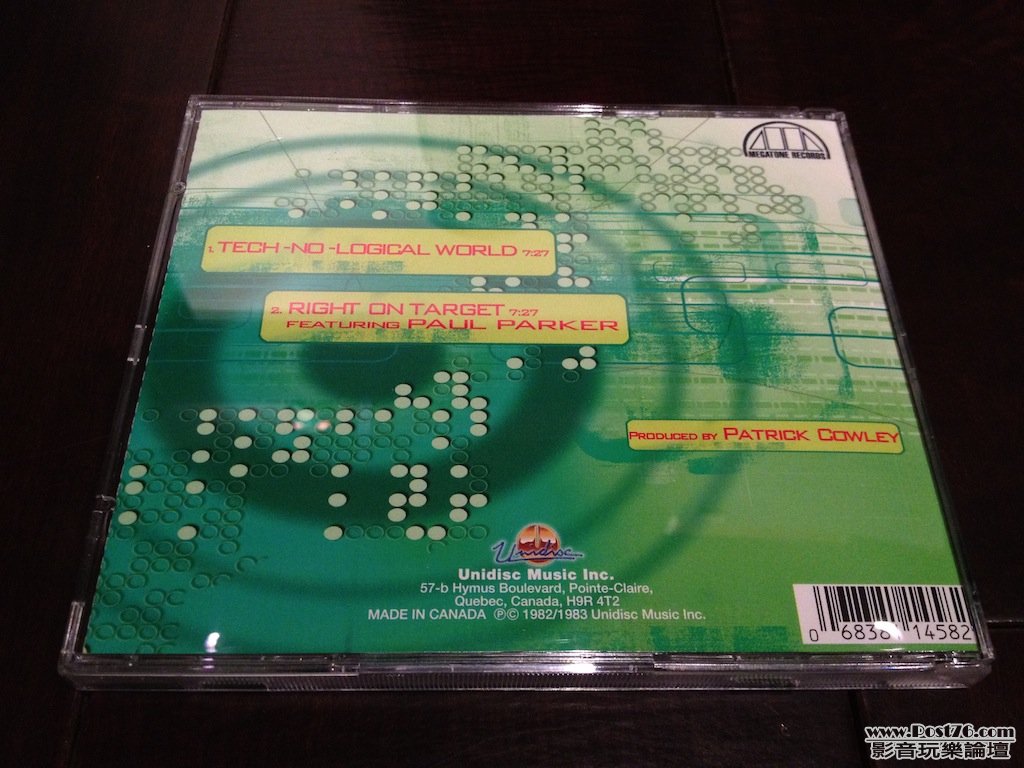 MEGATONE RECORDS
1. TECH-NO-LOGICAL WORLD 7:27
2. RIGHT ON TARGET 7:27
FEATURING PAUL PARKER
PRODUCED BY PATRICK COWLEY
Unidisc
Unidisc Music Inc.
57-b Hymus Boulevard, Pointe-Claire,
Quebec, Canada, H9R 4T2
MADE IN CANADA ℗© 1982/1983 Unidisc Music Inc.
0 14582
www.Post76.com
影音玩樂論壇